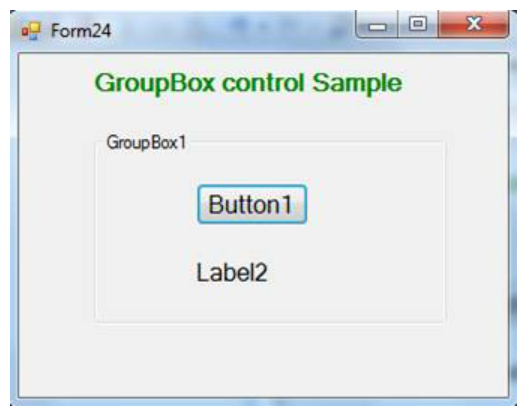 Form24
GroupBox control Sample
GroupBox1
Button1
Label2